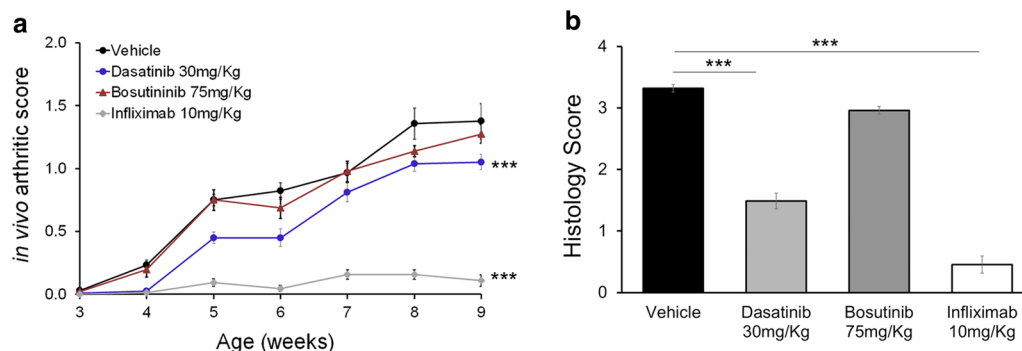 a
in vivo arthritic score
2.0
1.5
1.0
0.5
0.0
Vehicle
Dasatinib 30mg/Kg
Bosutininib 75mg/Kg
Infliximab 10mg/Kg
***
***
3 4 5 6 7 8 9
Age (weeks)
b
Histology Score
4
3
2
1
0
***
***
Vehicle Dasatinib Bosutinib Infliximab
30mg/Kg 75mg/Kg 10mg/Kg